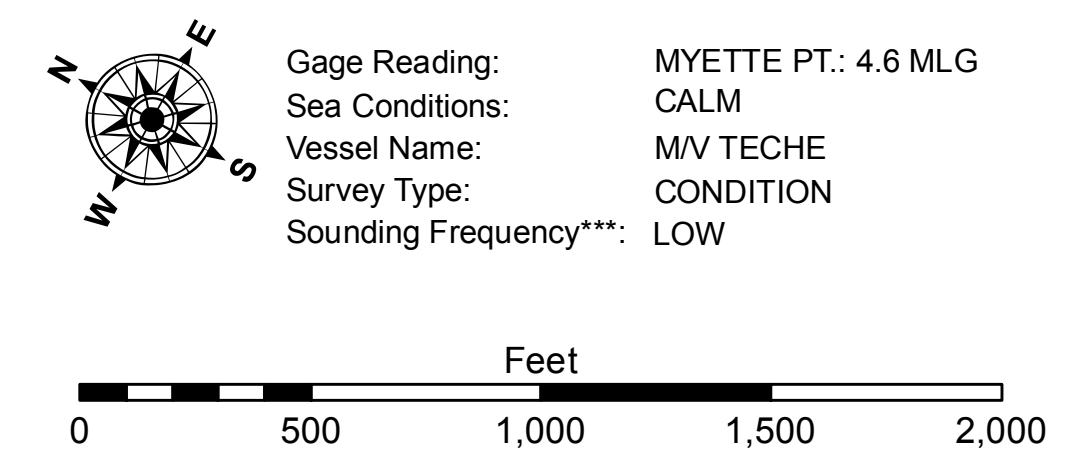 N E S W
Gage Reading: MYETTE PT.: 4.6 MLG
Sea Conditions: CALM
Vessel Name: M/V TECHE
Survey Type: CONDITION
Sounding Frequency***: LOW
Feet
0 500 1,000 1,500 2,000